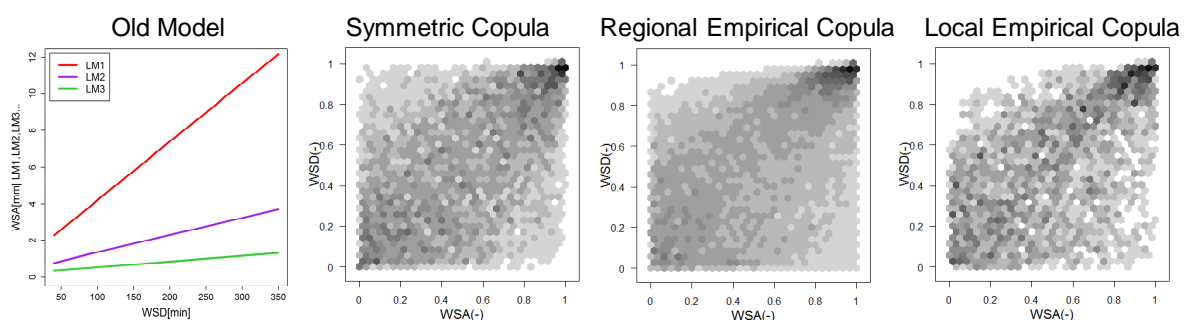 Old Model
WSA[mm] LM1,LM2,LM3...
12
10
8
6
4
2
0
LM1
LM2
LM3
50 100 150 200 250 300 350
WSD[min]
Symmetric Copula
WSD(-)
1
0.8
0.6
0.4
0.2
0
0 0.2 0.4 0.6 0.8 1
WSA(-)
Regional Empirical Copula
WSD(-)
1
0.8
0.6
0.4
0.2
0
0 0.2 0.4 0.6 0.8 1
WSA(-)
Local Empirical Copula
WSD(-)
1
0.8
0.6
0.4
0.2
0
0 0.2 0.4 0.6 0.8 1
WSA(-)